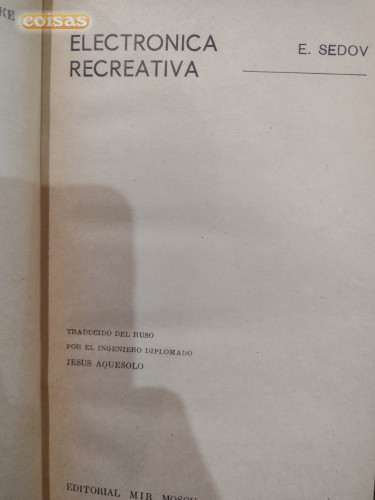 coisas
ELECTRONICA
RECREATIVA
E. SEDOV
TRADUCIDO DEL RUSO
POR EL INGENIERO DIPLOMADO
JESUS AQUESOLO
EDITORIAL MIR